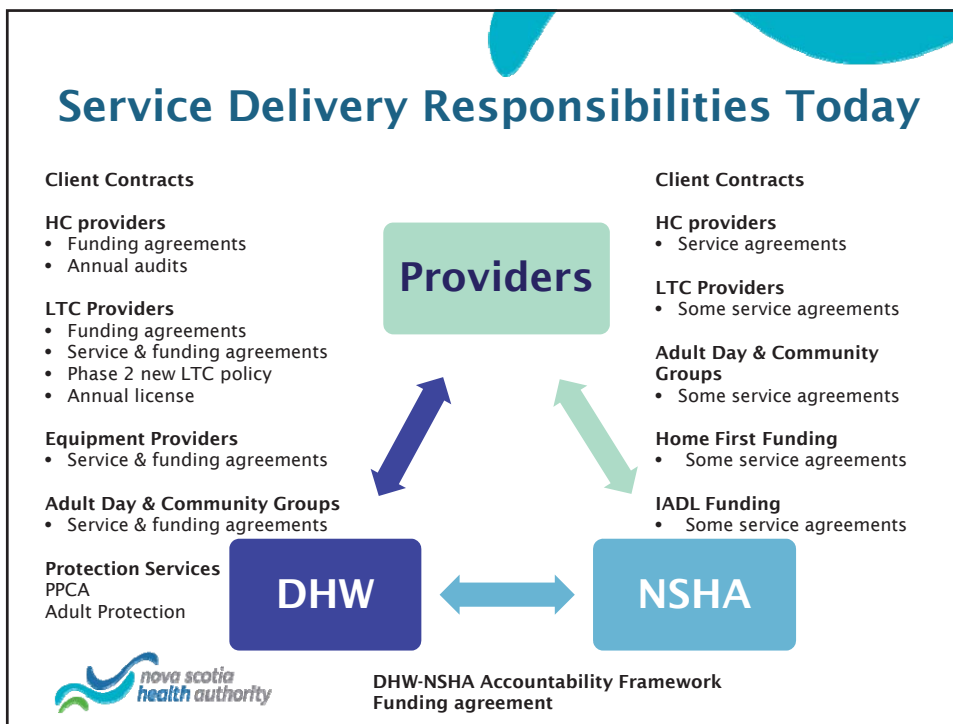 Service Delivery Responsibilities Today
Client Contracts
HC providers
• Funding agreements
• Annual audits
LTC Providers
• Funding agreements
• Service & funding agreements
• Phase 2 new LTC policy
• Annual license
Equipment Providers
• Service & funding agreements
Adult Day & Community Groups
• Service & funding agreements
Protection Services
PPCA
Adult Protection
Providers
DHW
NSHA
Client Contracts
HC providers
• Service agreements
LTC Providers
• Some service agreements
Adult Day & Community
Groups
• Some service agreements
Home First Funding
• Some service agreements
IADL Funding
• Some service agreements
nova scotia
health authority
DHW-NSHA Accountability Framework
Funding agreement